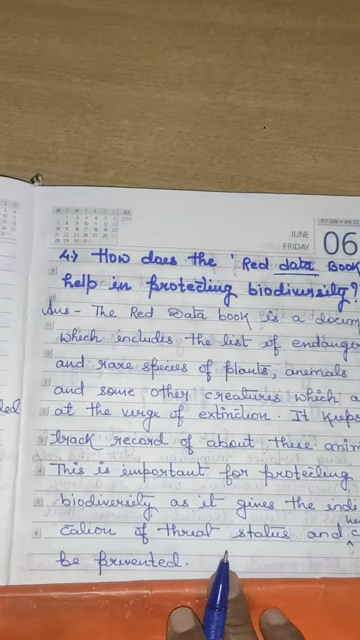 JUNE
FRIDAY 06
4.) How does the 'Red data Book
help in protecting biodiversity?
Ans - The Red Data book is a docum
which includes the list of endanger
and rare species of plants, anemals
and some other creatures which a
at the verge of extinction. It keeps
track record of about these anim
This is important for protecting
biodiversity as it gives the indi
cation of threat status and
be privented.